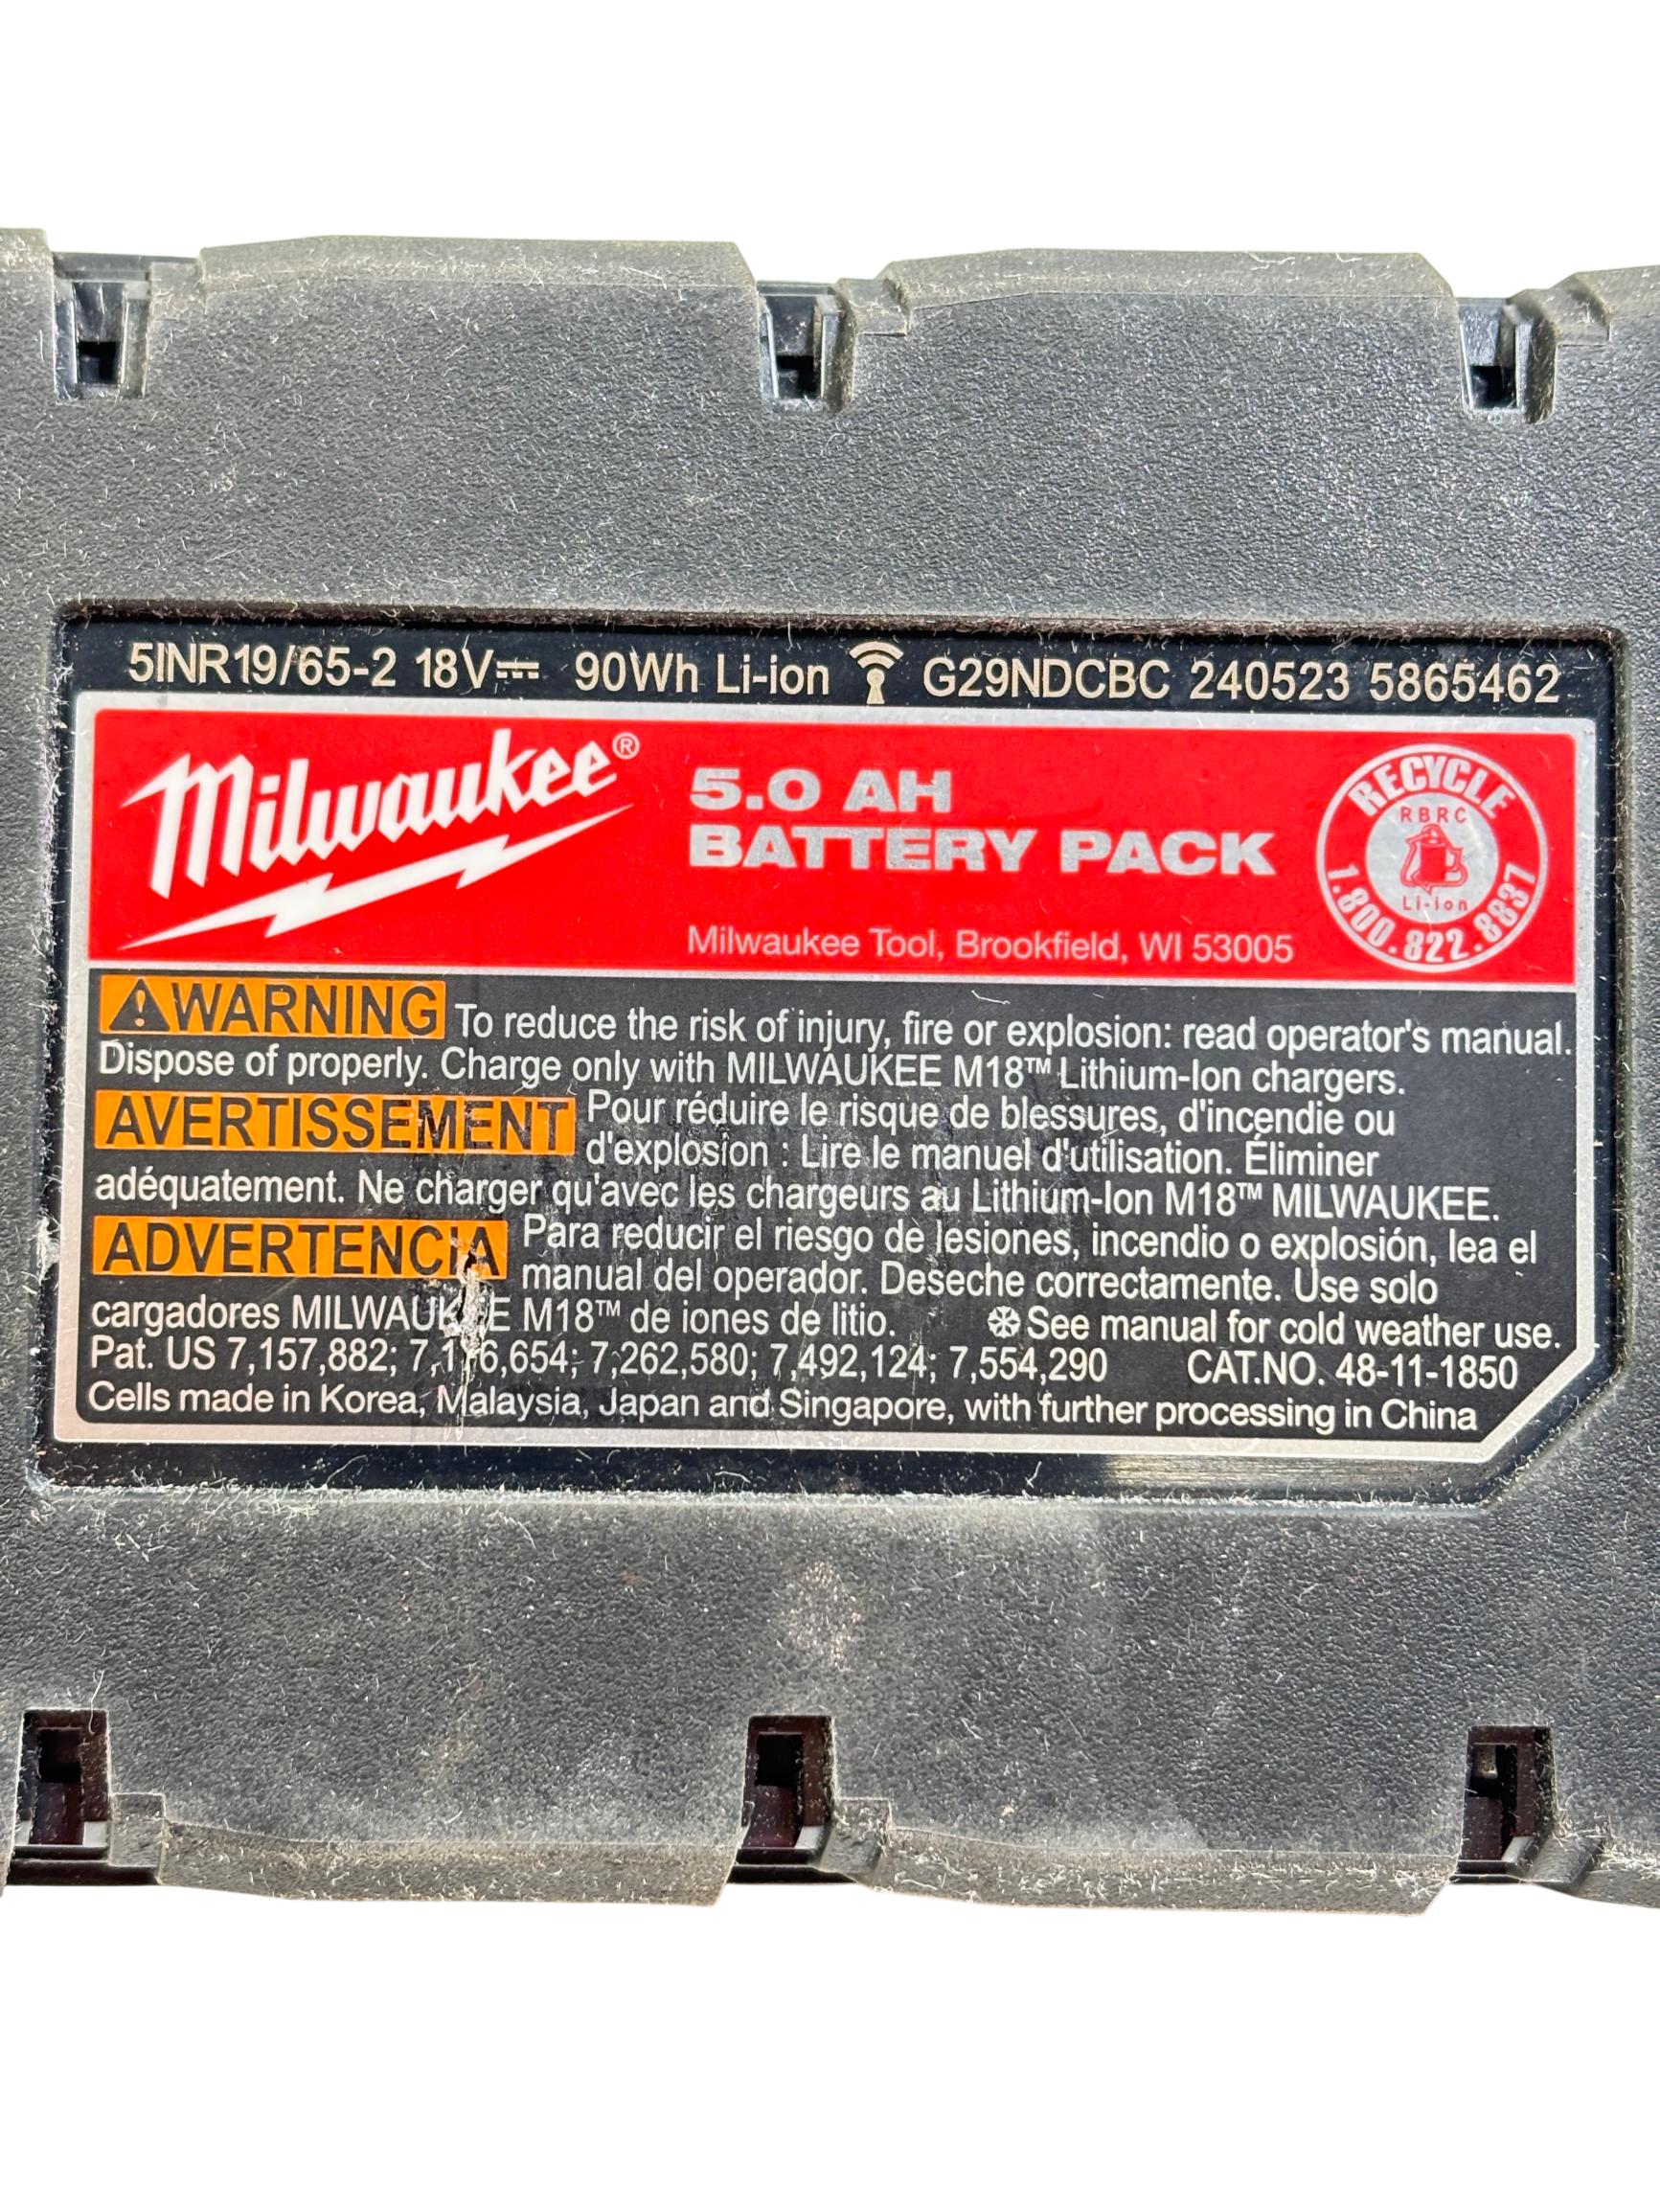 5INR19/65-2 18V⎓ 90Wh Li-ion G29NDCBC 240523 5865462
Milwaukee®
5.0 AH
BATTERY PACK
Milwaukee Tool, Brookfield, WI 53005
RECYCLE
RBRC
Li-ion
1.800.822.8837
⚠WARNING To reduce the risk of injury, fire or explosion: read operator's manual.
Dispose of properly. Charge only with MILWAUKEE M18™ Lithium-Ion chargers.
AVERTISSEMENT Pour réduire le risque de blessures, d'incendie ou
d'explosion : Lire le manuel d'utilisation. Éliminer
adéquatement. Ne charger qu'avec les chargeurs au Lithium-Ion M18™ MILWAUKEE.
ADVERTENCIA Para reducir el riesgo de lesiones, incendio o explosión, lea el
manual del operador. Deseche correctamente. Use solo
cargadores MILWAUKEE M18™ de iones de litio. ❄See manual for cold weather use.
Pat. US 7,157,882; 7,176,654; 7,262,580; 7,492,124; 7,554,290 CAT.NO. 48-11-1850
Cells made in Korea, Malaysia, Japan and Singapore, with further processing in China